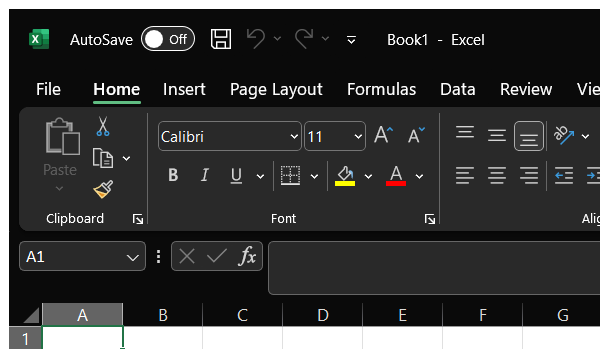 AutoSave Off Book1 - Excel
File Home Insert Page Layout Formulas Data Review Vie
Calibri 11 A A ab
Paste
B I U A
Clipboard Font Alig
A1 fx
A B C D E F G
1